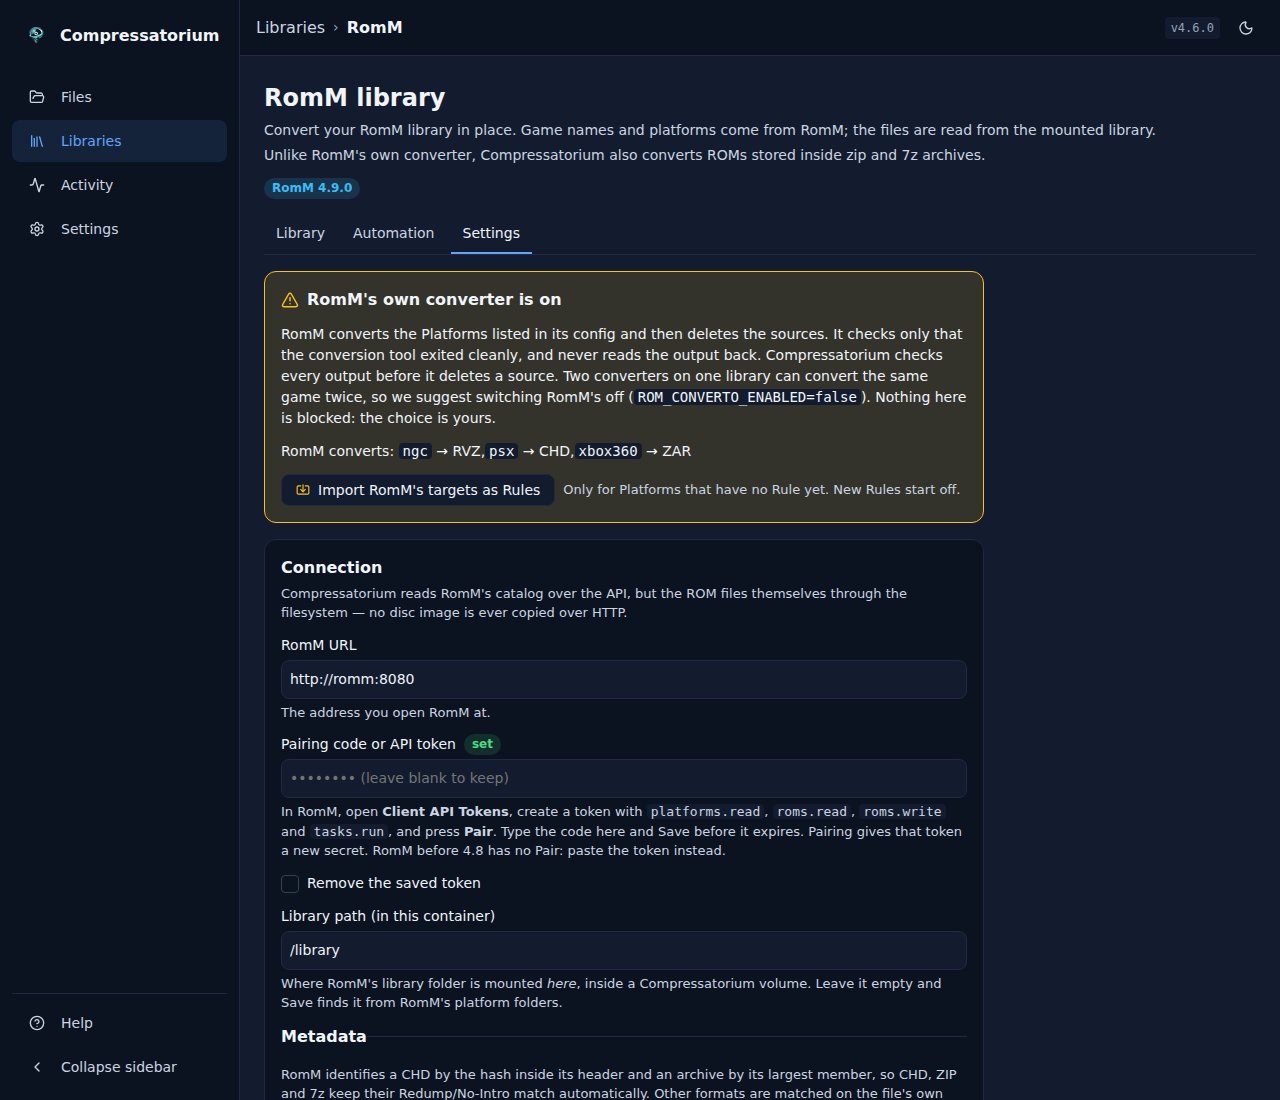 Compressatorium
Libraries › RomM
v4.6.0
Files
Libraries
Activity
Settings
Help
Collapse sidebar
RomM library
Convert your RomM library in place. Game names and platforms come from RomM; the files are read from the mounted library.
Unlike RomM's own converter, Compressatorium also converts ROMs stored inside zip and 7z archives.
RomM 4.9.0
Library Automation Settings
RomM's own converter is on
RomM converts the Platforms listed in its config and then deletes the sources. It checks only that
the conversion tool exited cleanly, and never reads the output back. Compressatorium checks
every output before it deletes a source. Two converters on one library can convert the same
game twice, so we suggest switching RomM's off (ROM_CONVERTO_ENABLED=false). Nothing here
is blocked: the choice is yours.
RomM converts: ngc → RVZ, psx → CHD, xbox360 → ZAR
Import RomM's targets as Rules Only for Platforms that have no Rule yet. New Rules start off.
Connection
Compressatorium reads RomM's catalog over the API, but the ROM files themselves through the
filesystem — no disc image is ever copied over HTTP.
RomM URL
http://romm:8080
The address you open RomM at.
Pairing code or API token set
•••••••• (leave blank to keep)
In RomM, open Client API Tokens, create a token with platforms.read, roms.read, roms.write
and tasks.run, and press Pair. Type the code here and Save before it expires. Pairing gives that token
a new secret. RomM before 4.8 has no Pair: paste the token instead.
Remove the saved token
Library path (in this container)
/library
Where RomM's library folder is mounted here, inside a Compressatorium volume. Leave it empty and
Save finds it from RomM's platform folders.
Metadata
RomM identifies a CHD by the hash inside its header and an archive by its largest member, so CHD, ZIP
and 7z keep their Redump/No-Intro match automatically. Other formats are matched on the file's own